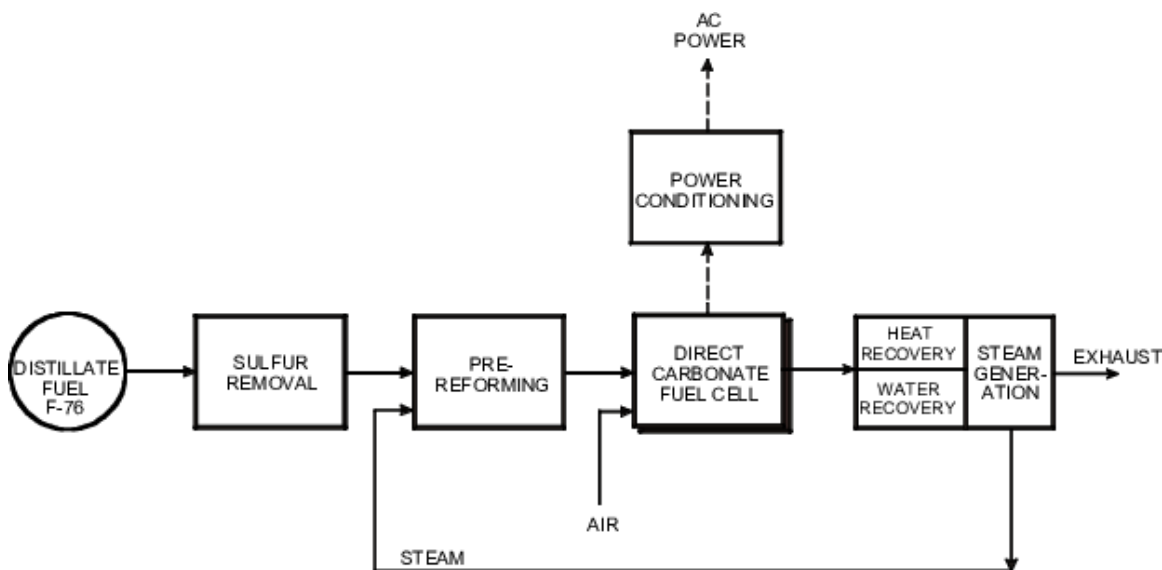 AC
POWER
POWER
CONDITIONING
DISTILLATE
FUEL
F-76
SULFUR
REMOVAL
PRE-
REFORMING
DIRECT
CARBONATE
FUEL CELL
HEAT
RECOVERY
WATER
RECOVERY
STEAM
GENER-
ATION
EXHAUST
AIR
STEAM